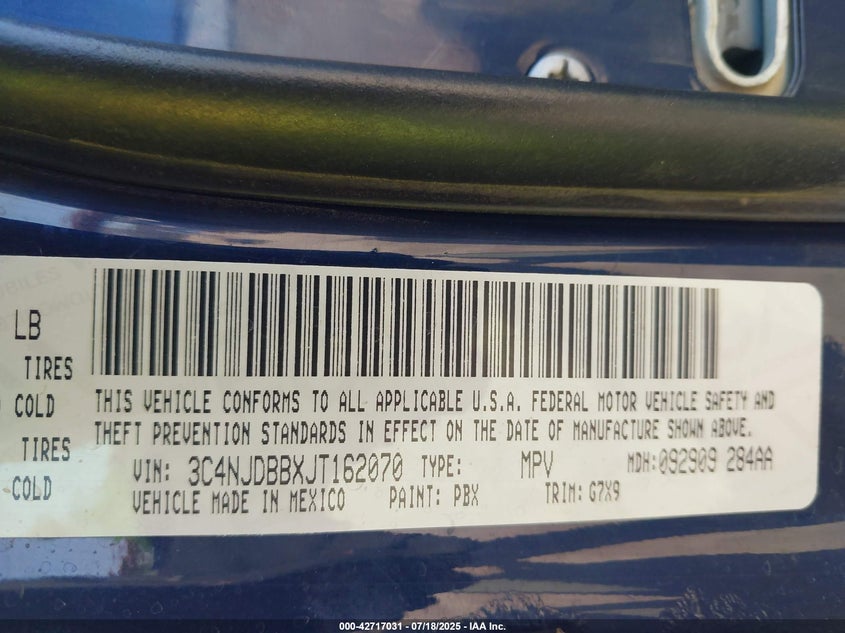 LB
TIRES
COLD
TIRES
COLD
THIS VEHICLE CONFORMS TO ALL APPLICABLE U.S.A. FEDERAL MOTOR VEHICLE SAFETY AND
THEFT PREVENTION STANDARDS IN EFFECT ON THE DATE OF MANUFACTURE SHOWN ABOVE.
VIN: 3C4NJDBBXJT162070 TYPE: MPV MDH:092909 284AA
VEHICLE MADE IN MEXICO PAINT: PBX TRIM: G7X9
000-42717031 - 07/18/2025 - IAA Inc.